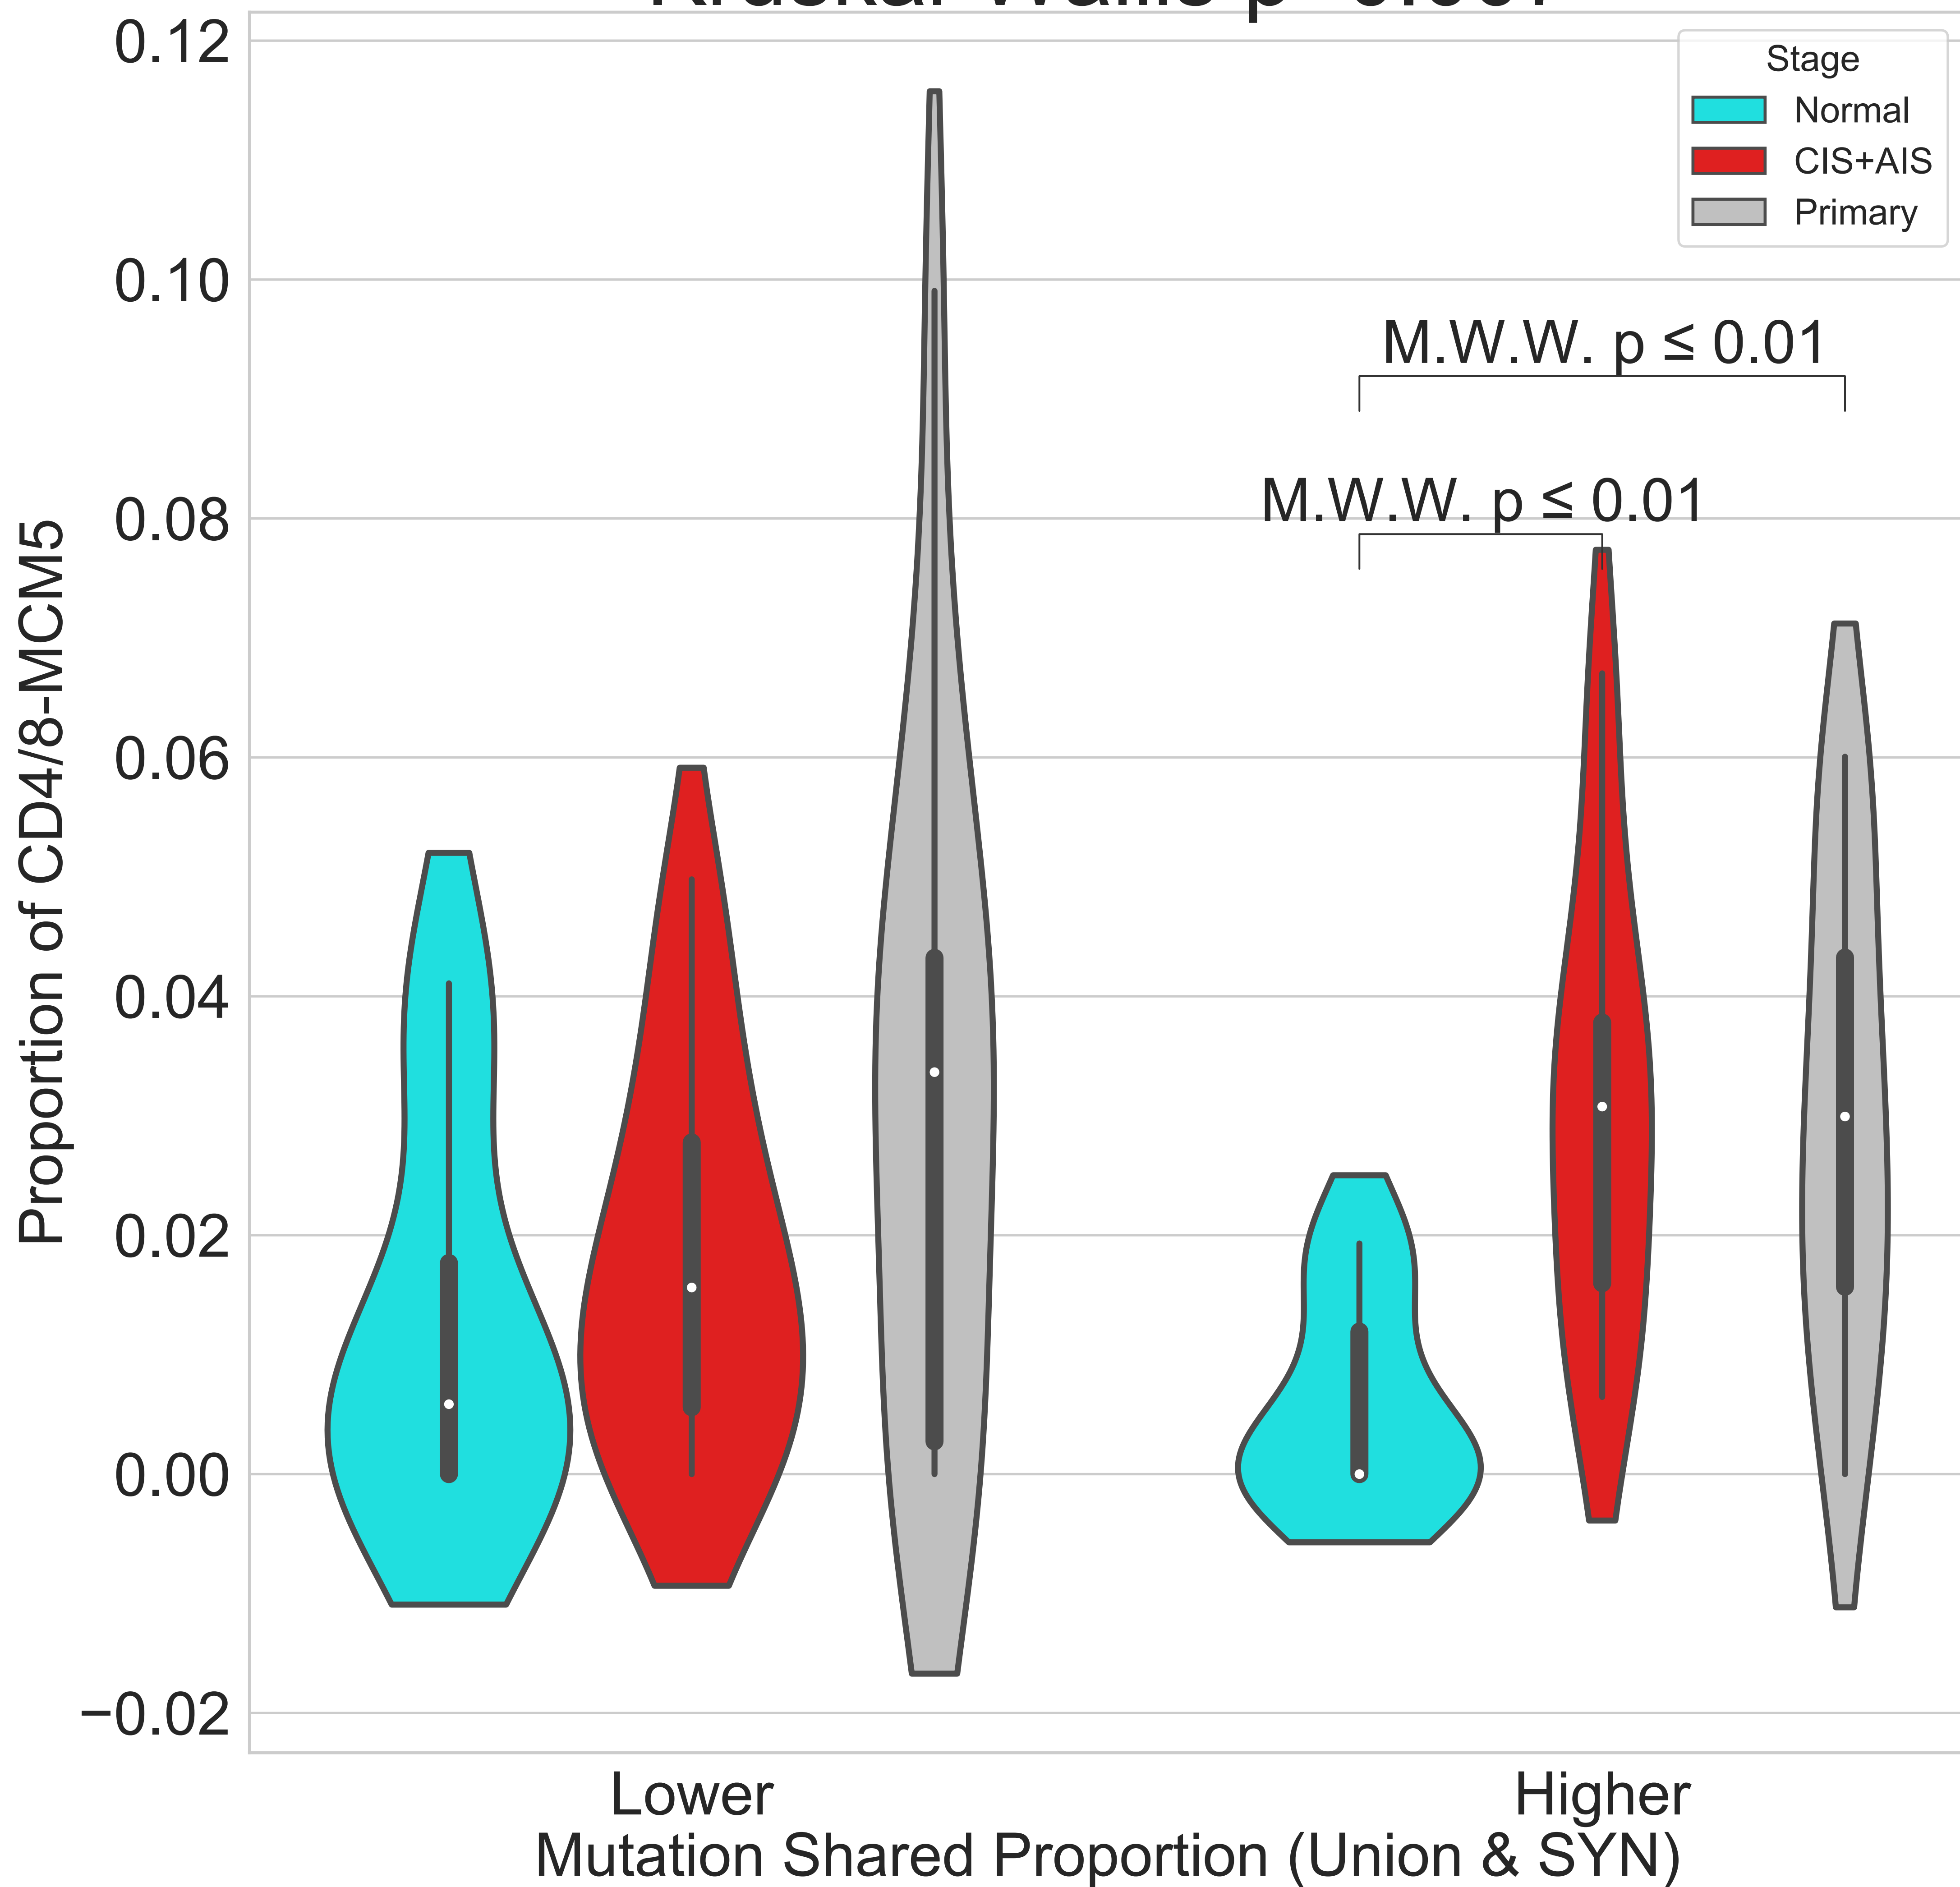 0.12
0.10
0.08
0.06
0.04
0.02
0.00
−0.02
Proportion of CD4/8-MCM5
Stage
Normal
CIS+AIS
Primary
M.W.W. p ≤ 0.01
M.W.W. p ≤ 0.01
Lower
Higher
Mutation Shared Proportion (Union & SYN)